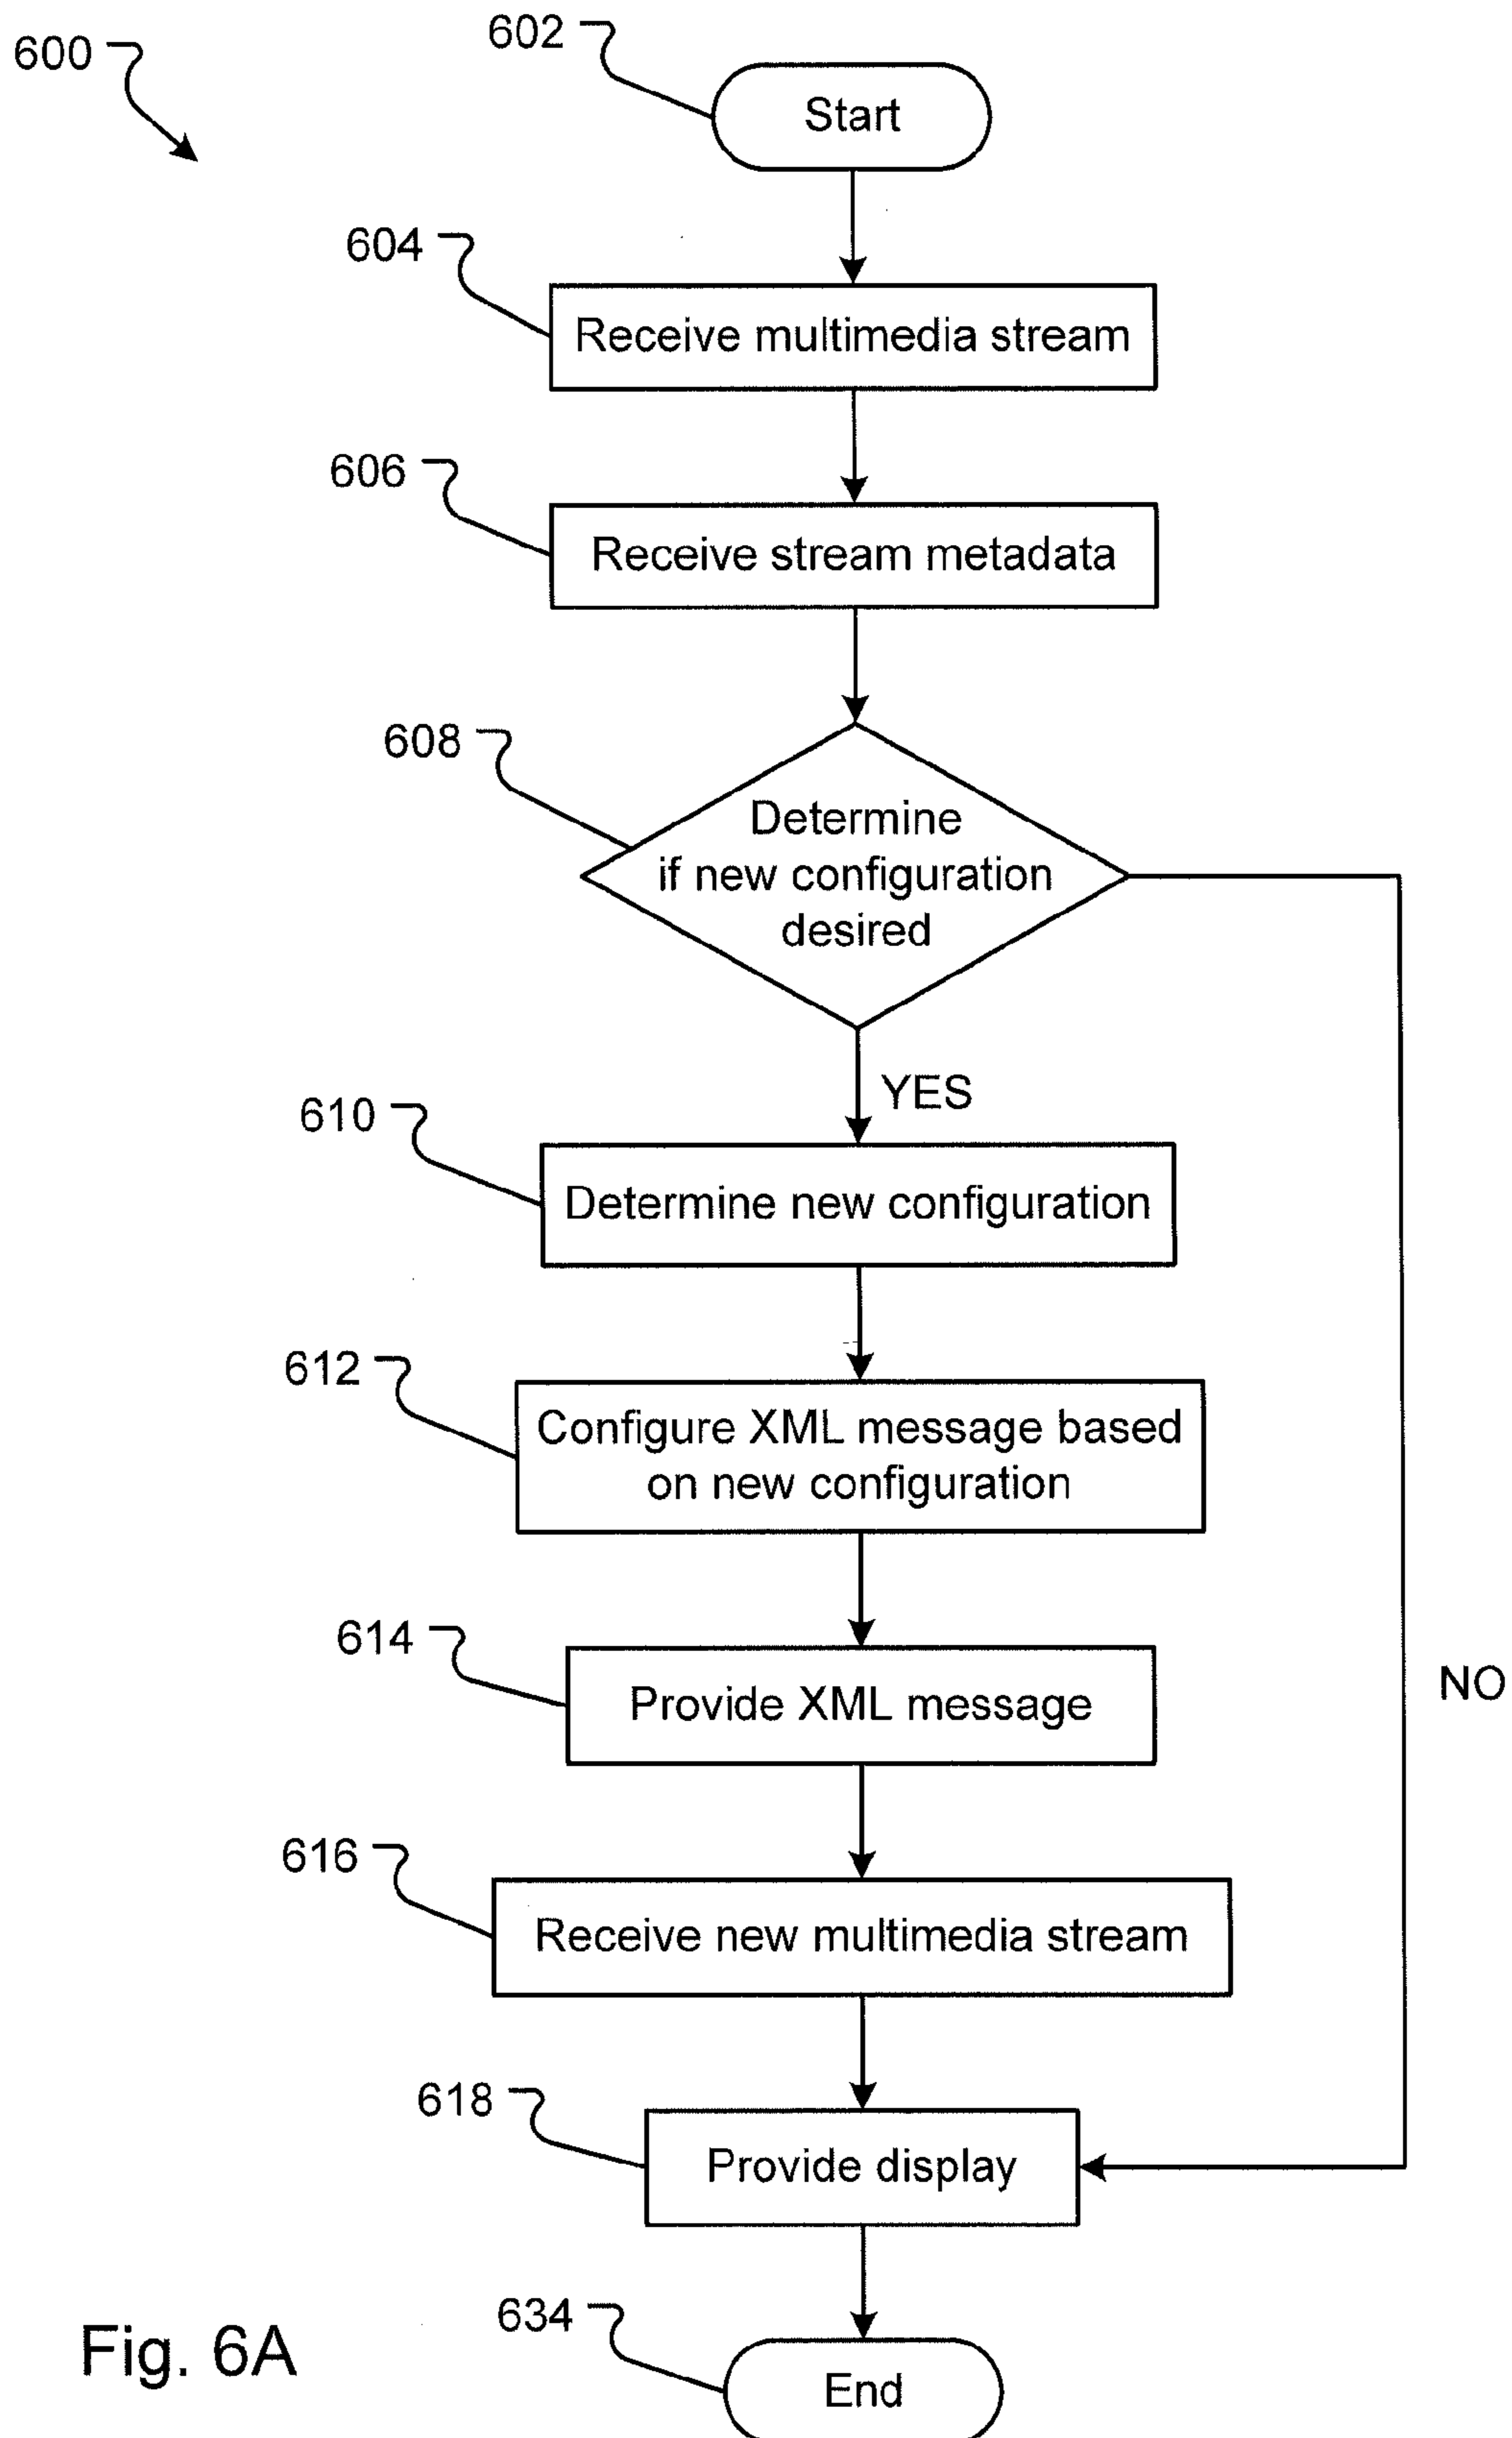 600
602
Start
604
Receive multimedia stream
606
Receive stream metadata
608
Determine
if new configuration
desired
YES
610
Determine new configuration
612
Configure XML message based
on new configuration
614
Provide XML message
NO
616
Receive new multimedia stream
618
Provide display
634
End
Fig. 6A